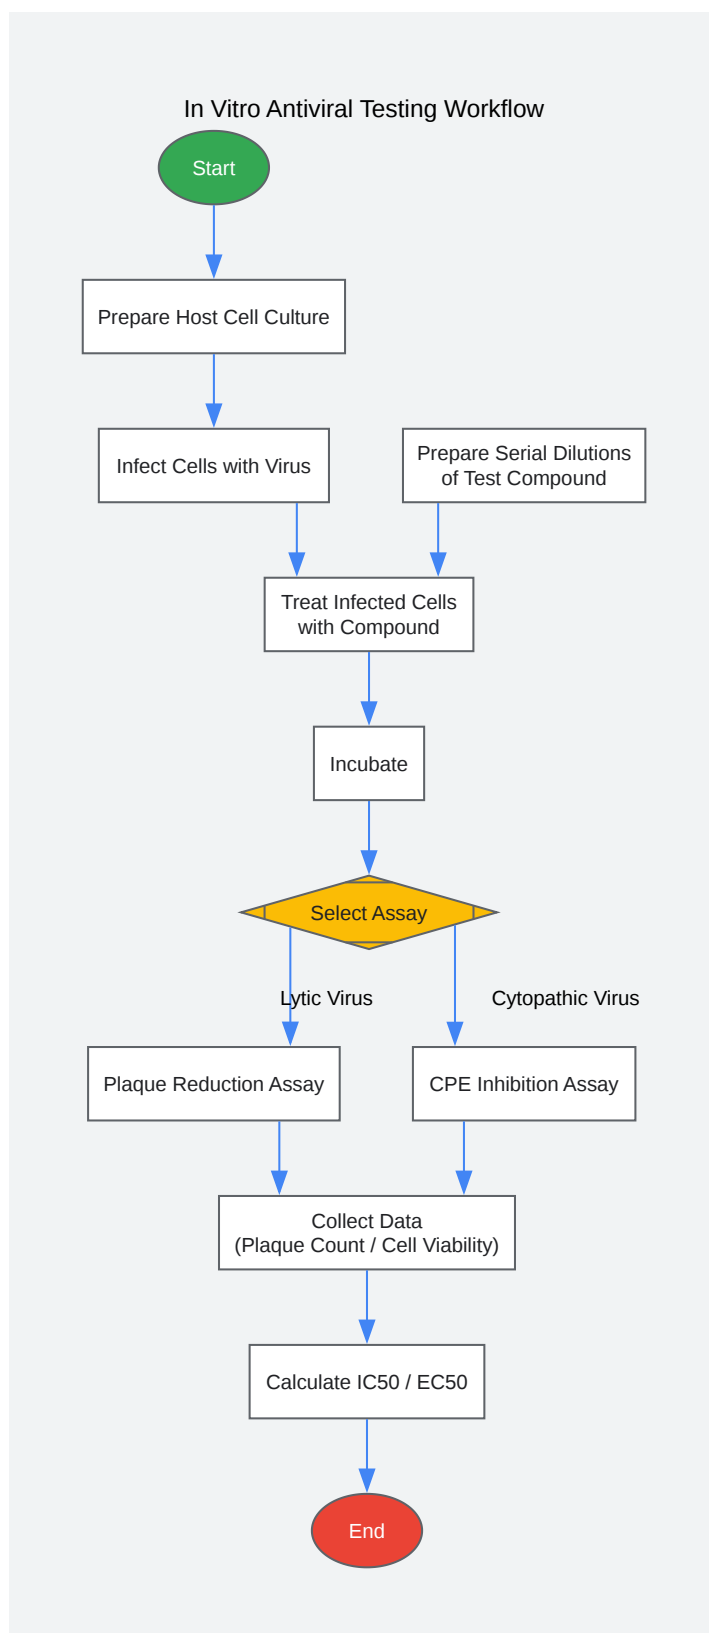 In Vitro Antiviral Testing Workflow
Start
Prepare Host Cell Culture
Infect Cells with Virus
Prepare Serial Dilutions
of Test Compound
Treat Infected Cells
with Compound
Incubate
Select Assay
Lytic Virus
Cytopathic Virus
Plaque Reduction Assay
CPE Inhibition Assay
Collect Data
(Plaque Count / Cell Viability)
Calculate IC50 / EC50
End